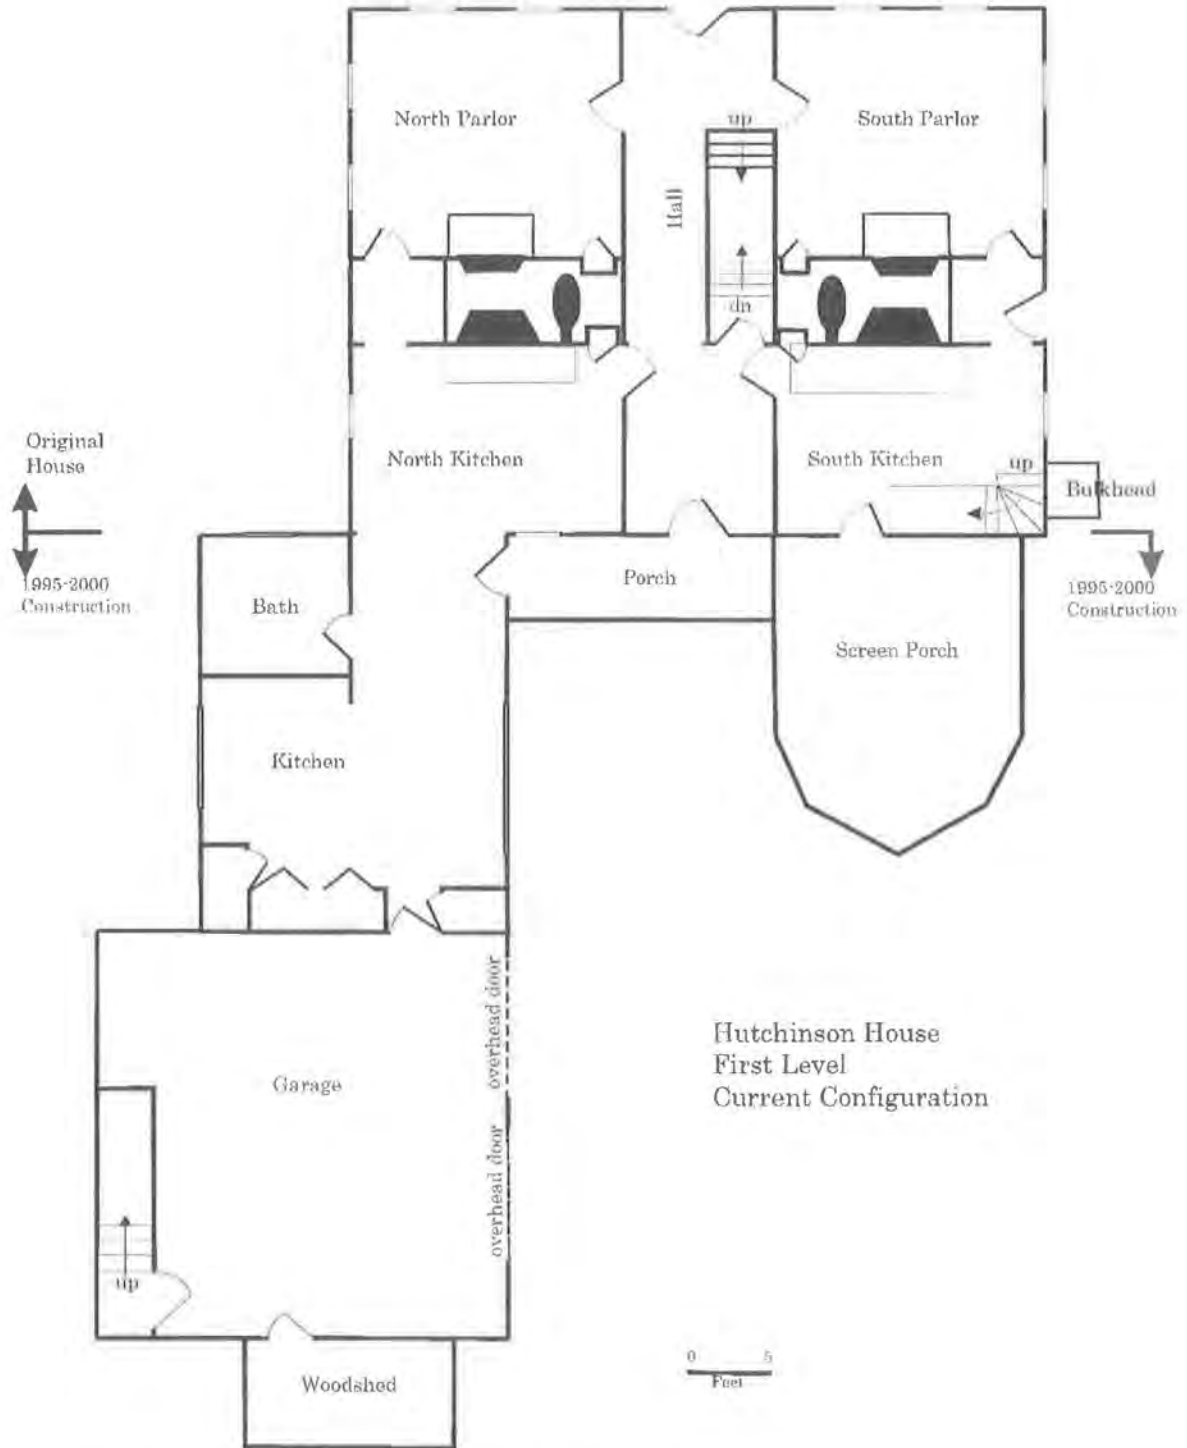 North Parlor
up
South Parlor
Hall
dn
Original
House
North Kitchen
South Kitchen
up
Bulkhead
1995-2000
Construction
Bath
Porch
1995-2000
Construction
Screen Porch
Kitchen
overhead door
Garage
overhead door
Hutchinson House
First Level
Current Configuration
up
0 5
Feet
Woodshed